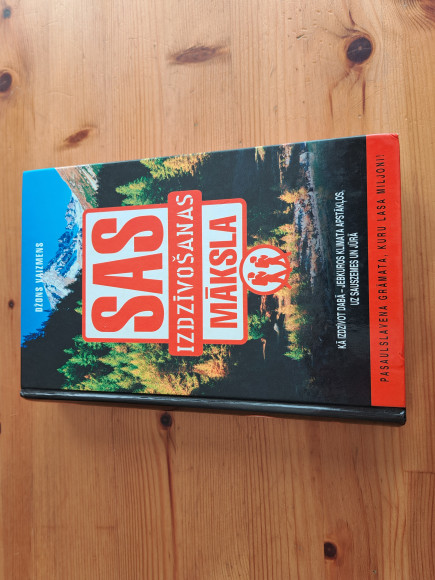 DŽONS VAIZMENS
SAS
IZDZĪVOŠANAS
MĀKSLA
KĀ IZDZĪVOT DABĀ – JEBKUROS KLIMATA APSTĀKĻOS,
UZ SAUSZEMES UN JŪRĀ
PASAULSLAVENA GRĀMATA, KURU LASA MILJONI!